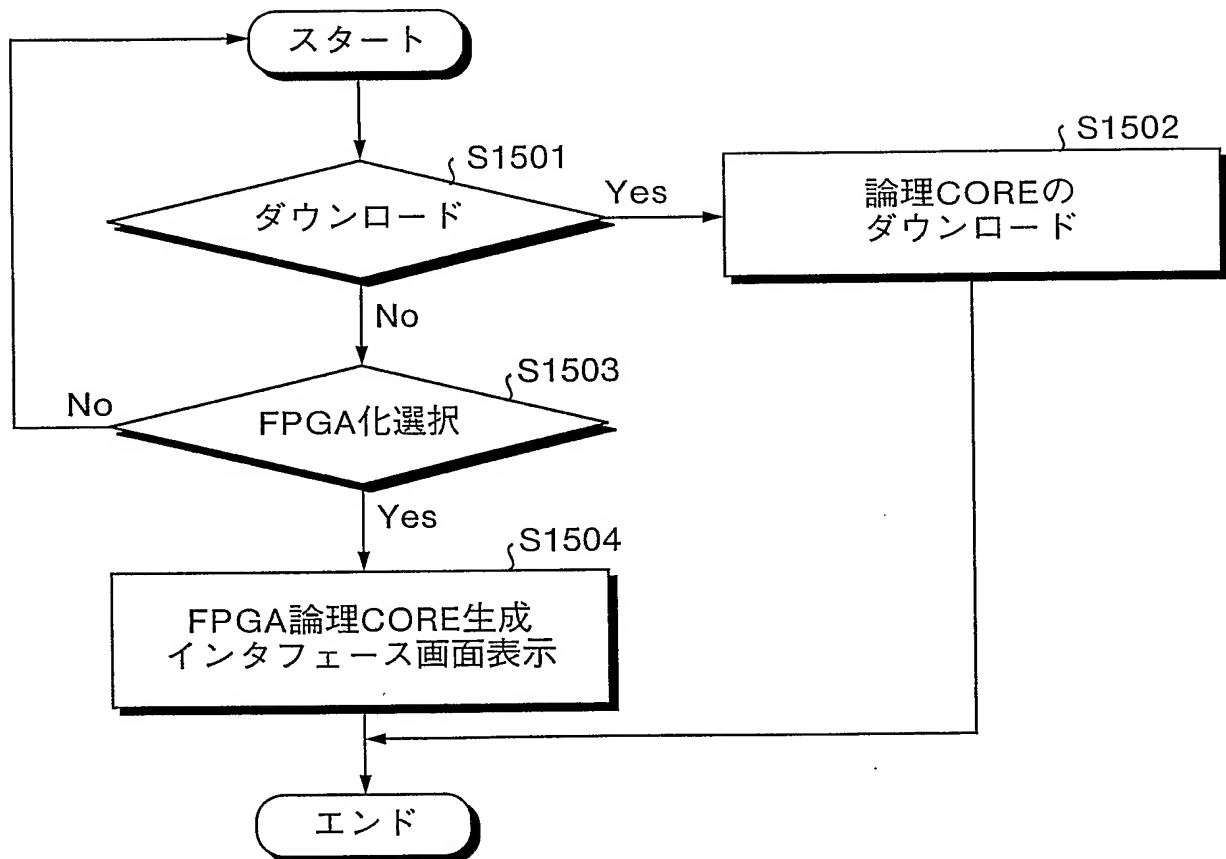 スタート
S1501
ダウンロード
Yes
S1502
論理COREの
ダウンロード
No
S1503
FPGA化選択
No
Yes
S1504
FPGA論理CORE生成
インタフェース画面表示
エンド